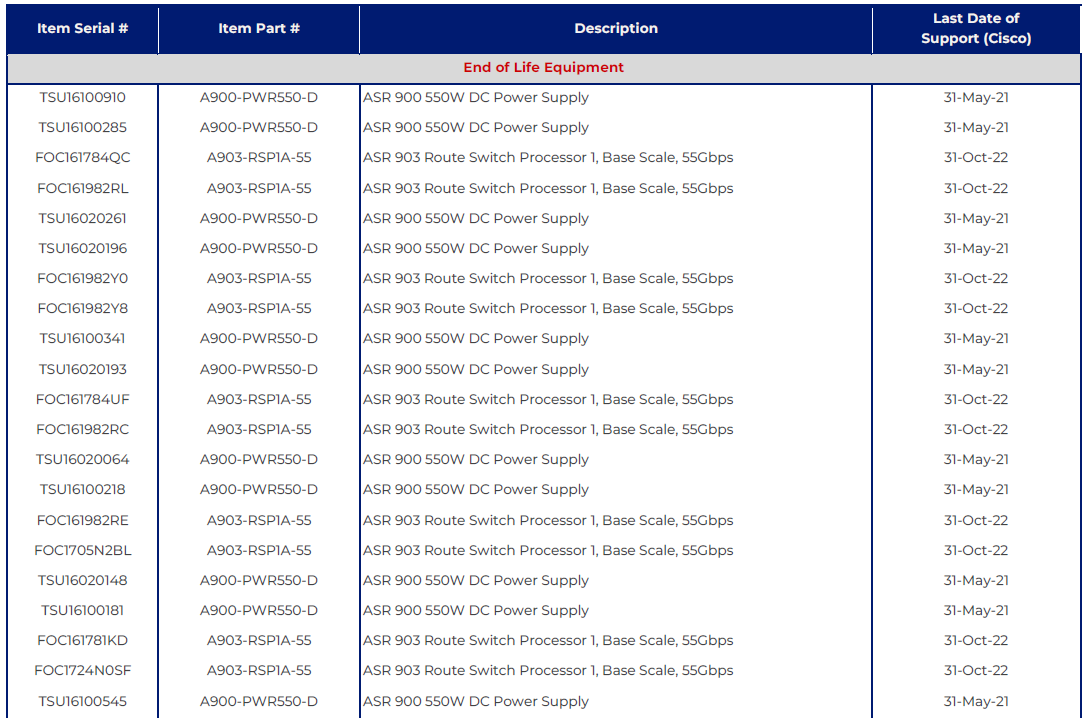 Item Serial # Item Part # Description Last Date of Support (Cisco)
End of Life Equipment
TSU16100910 A900-PWR550-D ASR 900 550W DC Power Supply 31-May-21
TSU16100285 A900-PWR550-D ASR 900 550W DC Power Supply 31-May-21
FOC161784QC A903-RSP1A-55 ASR 903 Route Switch Processor 1, Base Scale, 55Gbps 31-Oct-22
FOC161982RL A903-RSP1A-55 ASR 903 Route Switch Processor 1, Base Scale, 55Gbps 31-Oct-22
TSU16020261 A900-PWR550-D ASR 900 550W DC Power Supply 31-May-21
TSU16020196 A900-PWR550-D ASR 900 550W DC Power Supply 31-May-21
FOC161982Y0 A903-RSP1A-55 ASR 903 Route Switch Processor 1, Base Scale, 55Gbps 31-Oct-22
FOC161982Y8 A903-RSP1A-55 ASR 903 Route Switch Processor 1, Base Scale, 55Gbps 31-Oct-22
TSU16100341 A900-PWR550-D ASR 900 550W DC Power Supply 31-May-21
TSU16020193 A900-PWR550-D ASR 900 550W DC Power Supply 31-May-21
FOC161784UF A903-RSP1A-55 ASR 903 Route Switch Processor 1, Base Scale, 55Gbps 31-Oct-22
FOC161982RC A903-RSP1A-55 ASR 903 Route Switch Processor 1, Base Scale, 55Gbps 31-Oct-22
TSU16020064 A900-PWR550-D ASR 900 550W DC Power Supply 31-May-21
TSU16100218 A900-PWR550-D ASR 900 550W DC Power Supply 31-May-21
FOC161982RE A903-RSP1A-55 ASR 903 Route Switch Processor 1, Base Scale, 55Gbps 31-Oct-22
FOC1705N2BL A903-RSP1A-55 ASR 903 Route Switch Processor 1, Base Scale, 55Gbps 31-Oct-22
TSU16020148 A900-PWR550-D ASR 900 550W DC Power Supply 31-May-21
TSU16100181 A900-PWR550-D ASR 900 550W DC Power Supply 31-May-21
FOC161781KD A903-RSP1A-55 ASR 903 Route Switch Processor 1, Base Scale, 55Gbps 31-Oct-22
FOC1724N0SF A903-RSP1A-55 ASR 903 Route Switch Processor 1, Base Scale, 55Gbps 31-Oct-22
TSU16100545 A900-PWR550-D ASR 900 550W DC Power Supply 31-May-21